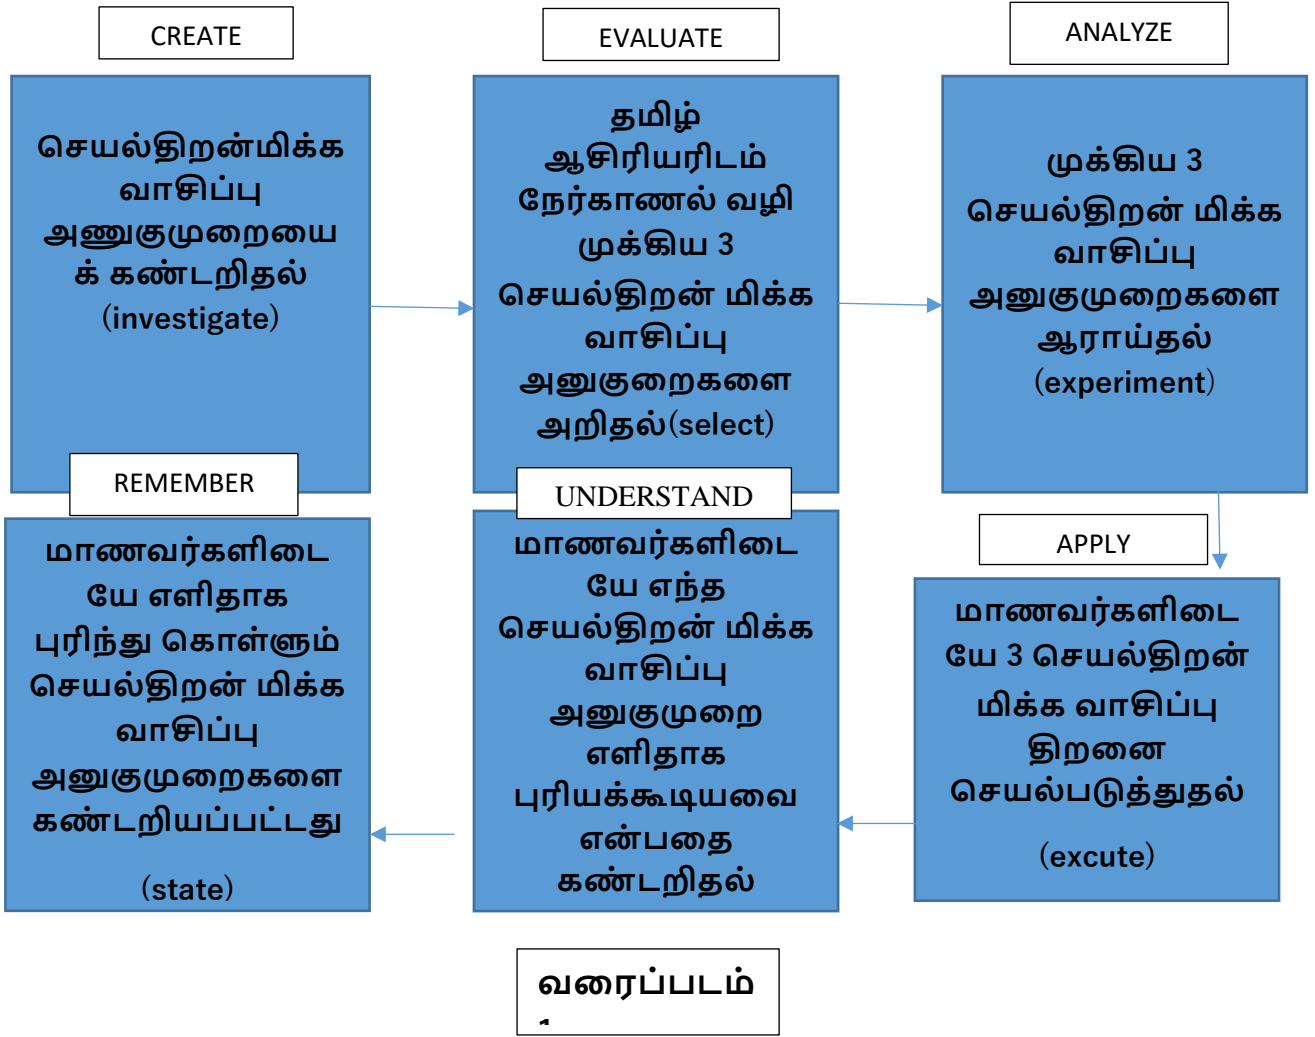 CREATE
செயல்திறன்மிக்க
வாசிப்பு
அணுகுமுறையை
க் கண்டறிதல்
(investigate)
EVALUATE
தமிழ்
ஆசிரியரிடம்
நேர்காணல் வழி
முக்கிய 3
செயல்திறன் மிக்க
வாசிப்பு
அனுகுறைகளை
அறிதல்(select)
ANALYZE
முக்கிய 3
செயல்திறன் மிக்க
வாசிப்பு
அனுகுமுறைகளை
ஆராய்தல்
(experiment)
APPLY
மாணவர்களிடை
யே 3 செயல்திறன்
மிக்க வாசிப்பு
திறனை
செயல்படுத்துதல்
(excute)
UNDERSTAND
மாணவர்களிடை
யே எந்த
செயல்திறன் மிக்க
வாசிப்பு
அனுகுமுறை
எளிதாக
புரியக்கூடியவை
என்பதை
கண்டறிதல்
REMEMBER
மாணவர்களிடை
யே எளிதாக
புரிந்து கொள்ளும்
செயல்திறன் மிக்க
வாசிப்பு
அனுகுமுறைகளை
கண்டறியப்பட்டது
(state)
வரைப்படம்